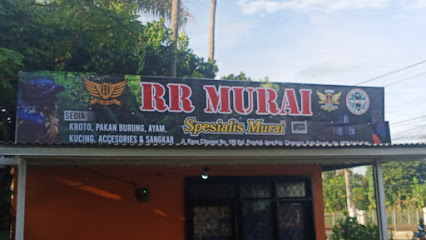 RR MURAI
Spesialis Murai
SEDIA
KROTO, PAKAN BURUNG, AYAM,
KUCING, ACCESORIES & SANGKAR